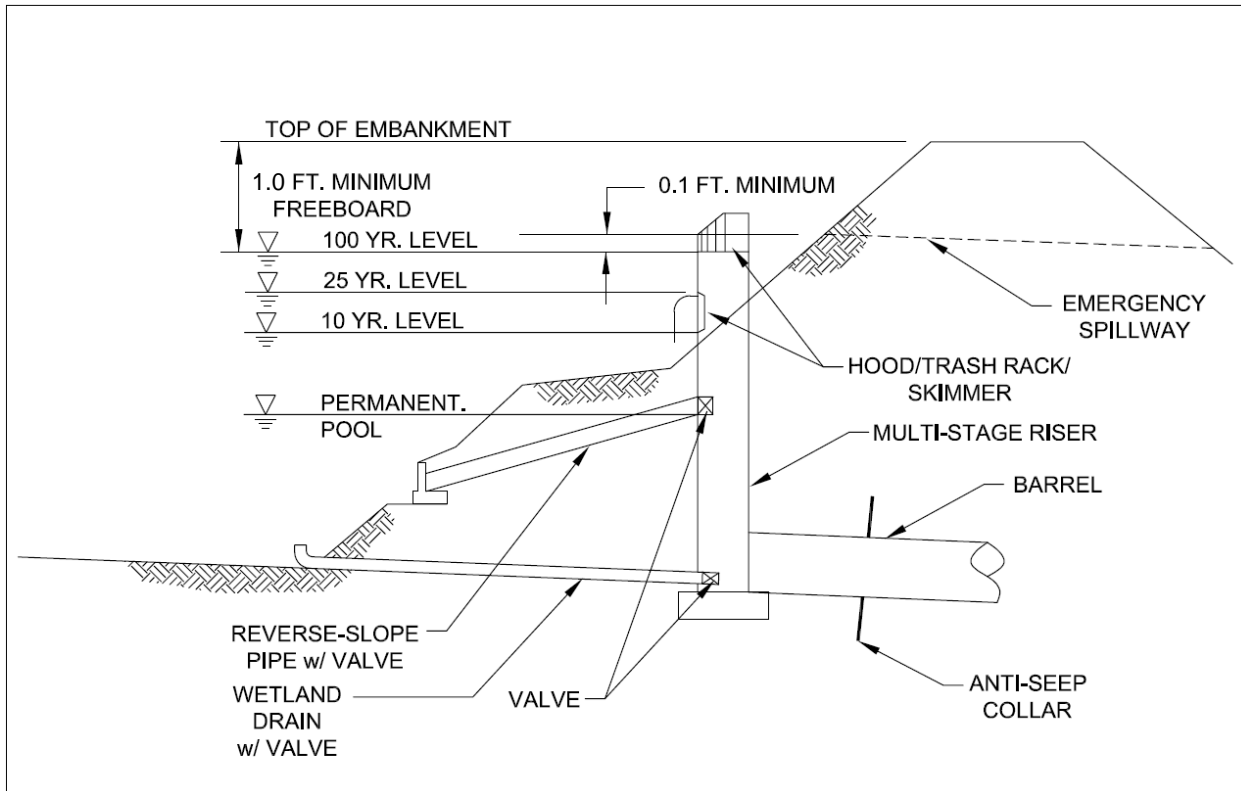 TOP OF EMBANKMENT
1.0 FT. MINIMUM
FREEBOARD
0.1 FT. MINIMUM
100 YR. LEVEL
25 YR. LEVEL
10 YR. LEVEL
EMERGENCY
SPILLWAY
HOOD/TRASH RACK/
SKIMMER
PERMANENT.
POOL
MULTI-STAGE RISER
BARREL
REVERSE-SLOPE
PIPE w/ VALVE
WETLAND
DRAIN
w/ VALVE
VALVE
ANTI-SEEP
COLLAR